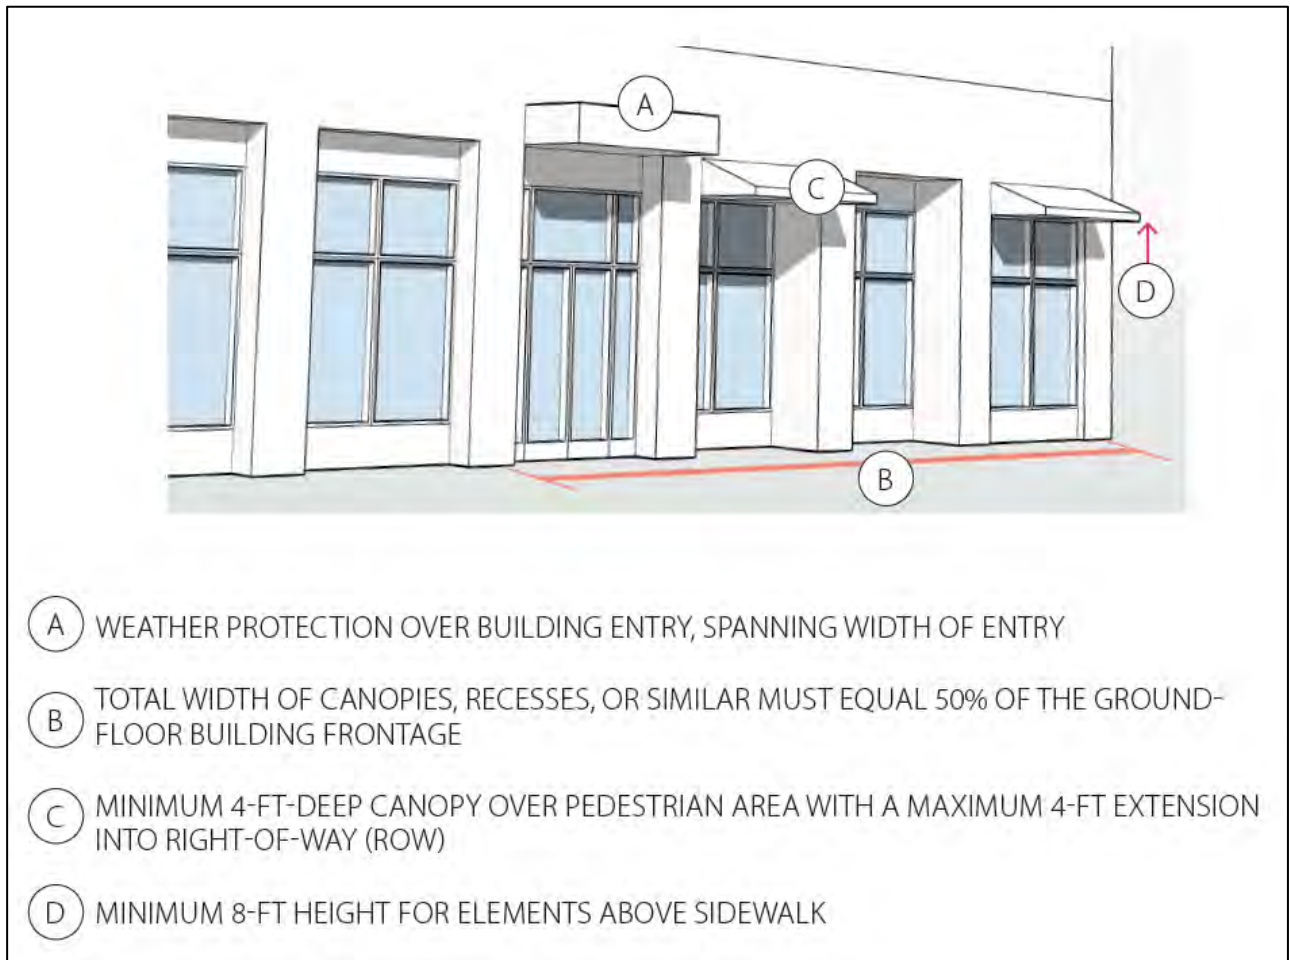 A
C
D
B
A WEATHER PROTECTION OVER BUILDING ENTRY, SPANNING WIDTH OF ENTRY
B TOTAL WIDTH OF CANOPIES, RECESSES, OR SIMILAR MUST EQUAL 50% OF THE GROUND-
FLOOR BUILDING FRONTAGE
C MINIMUM 4-FT-DEEP CANOPY OVER PEDESTRIAN AREA WITH A MAXIMUM 4-FT EXTENSION
INTO RIGHT-OF-WAY (ROW)
D MINIMUM 8-FT HEIGHT FOR ELEMENTS ABOVE SIDEWALK